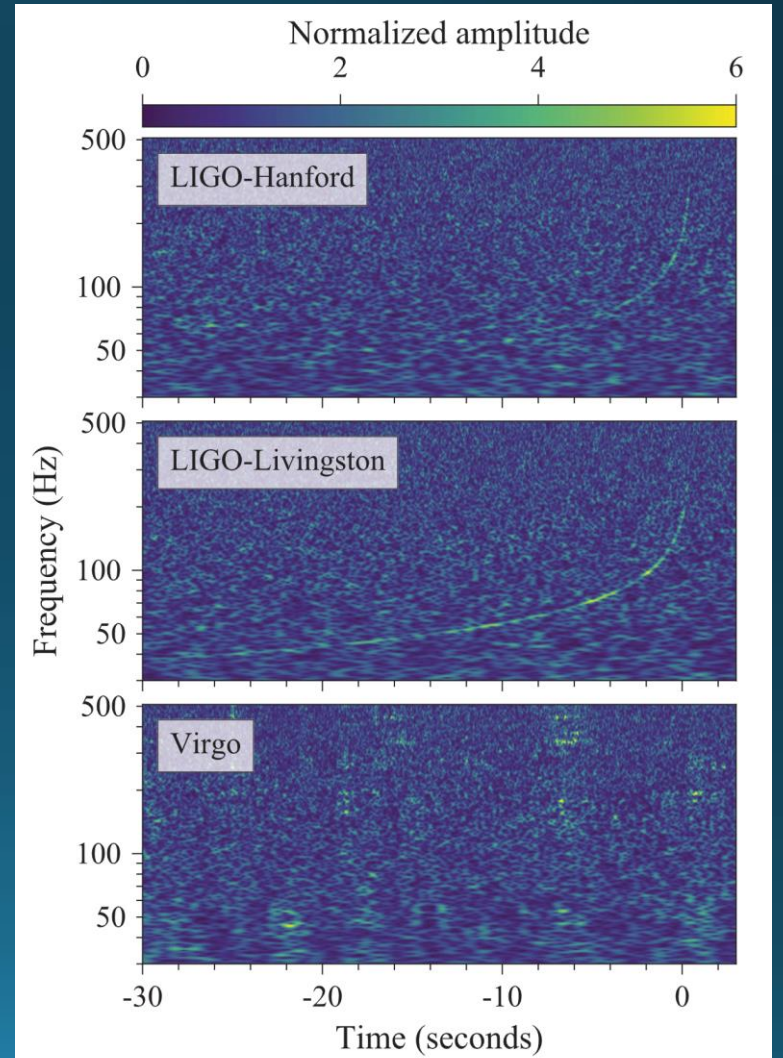 Normalized amplitude
0 2 4 6
500
LIGO-Hanford
100
50
500
LIGO-Livingston
100
50
Frequency (Hz)
500
Virgo
100
50
-30 -20 -10 0
Time (seconds)